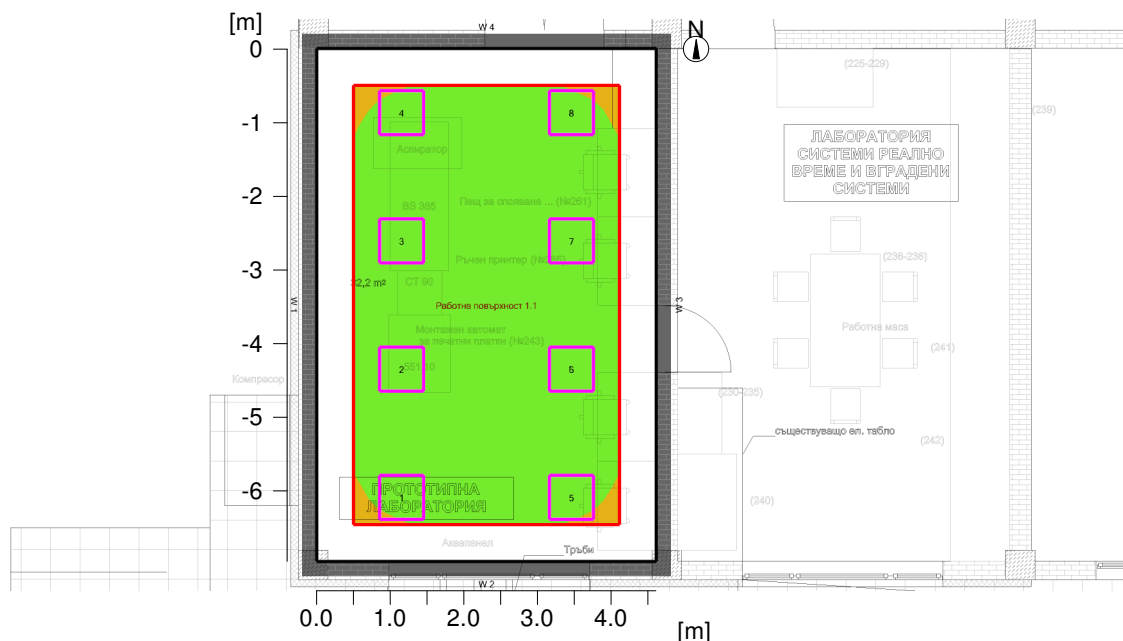 [m]
W 4
N
0
(225-229)
-1
4
8
(239)
ЛАБОРАТОРИЯ
СИСТЕМИ РЕАЛНО
ВРЕМЕ И ВГРАДЕНИ
СИСТЕМИ
Аспиратор
-2
BS 385
Пещ за спояване ... (№261)
3
7
(236-238)
-3
Ръчен принтер
32,2 m²
CT 90
W 1
W 3
Работна повърхност 1.1
Монтажен автомат
за печатни платки (№243)
Работна маса
-4
(241)
2
5
Компресор
(230-235)
-5
съществуващо ел. табло
(242)
-6
ПРОТОТИПНА
ЛАБОРАТОРИЯ
1
5
(240)
Аквапанел
Тръби
W 2
0.0 1.0 2.0 3.0 4.0
[m]